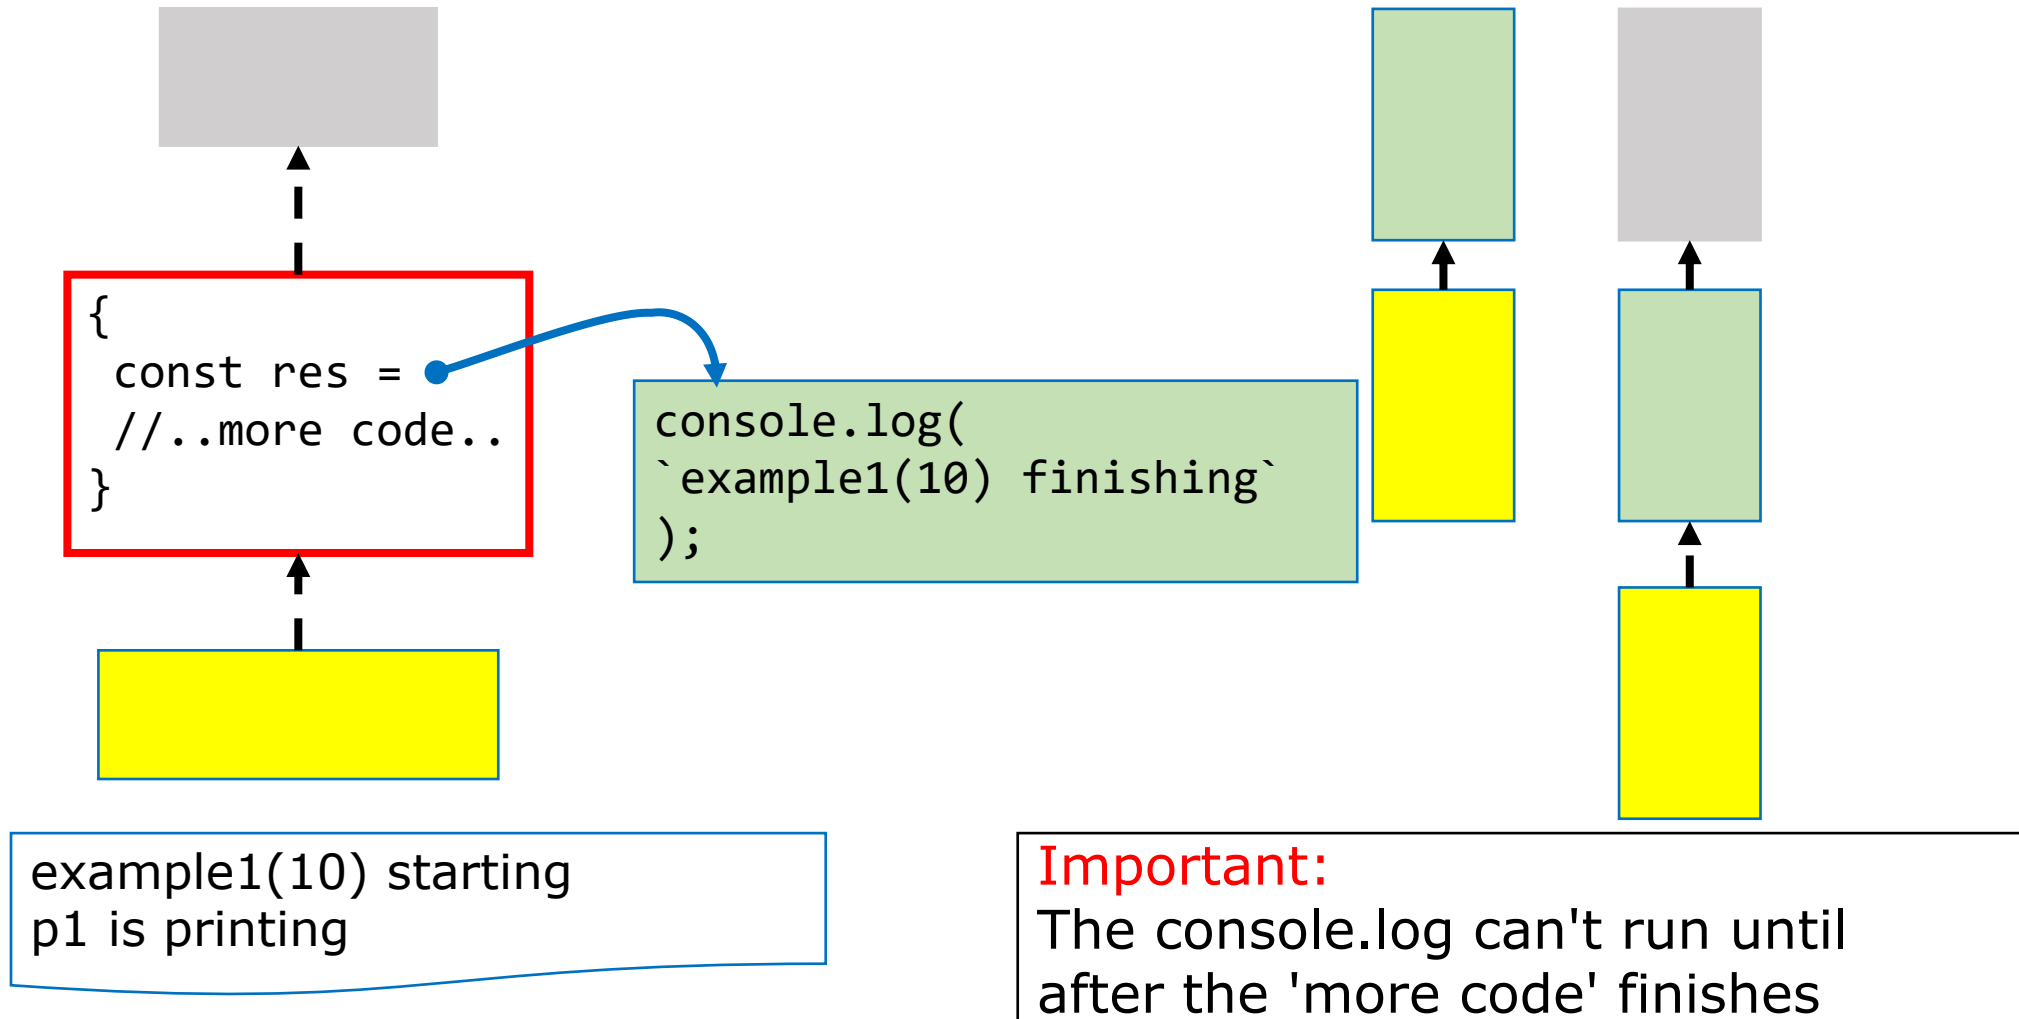 {
const res =
//..more code..
}
console.log(
`example1(10) finishing`
);
example1(10) starting
p1 is printing
Important:
The console.log can't run until
after the 'more code' finishes